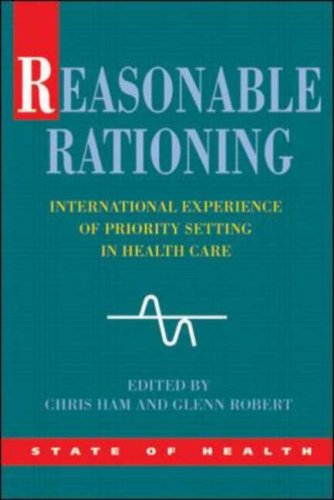 REASONABLE
RATIONING
INTERNATIONAL EXPERIENCE
OF PRIORITY SETTING
IN HEALTH CARE
EDITED BY
CHRIS HAM AND GLENN ROBERT
STATE OF HEALTH